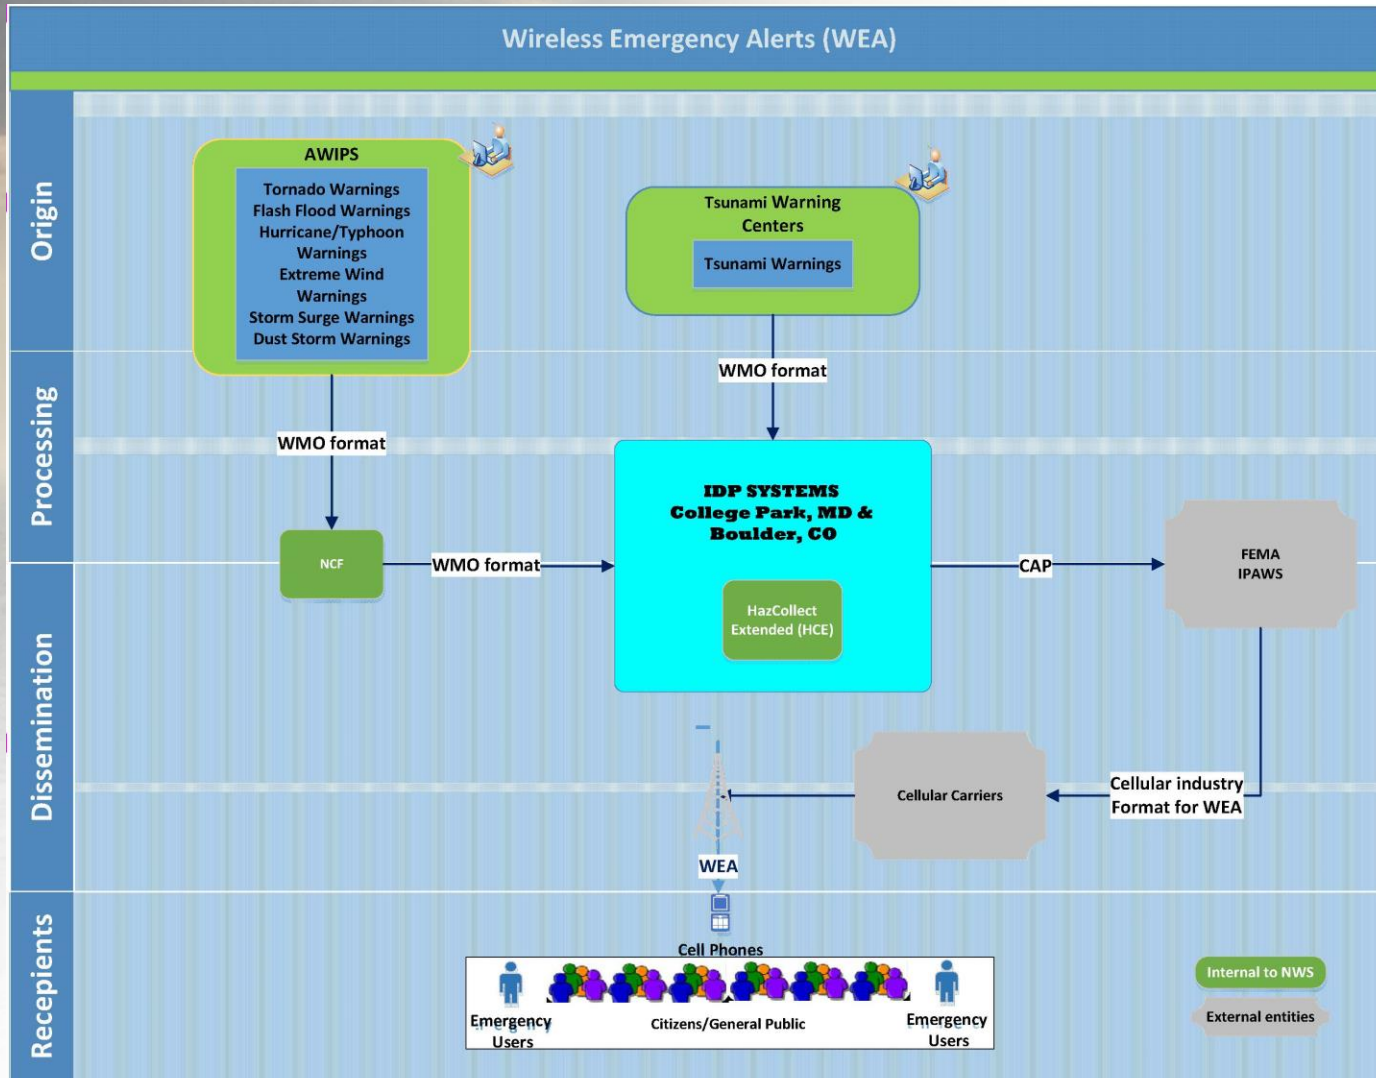 Wireless Emergency Alerts (WEA)
Origin
AWIPS
Tornado Warnings
Flash Flood Warnings
Hurricane/Typhoon
Warnings
Extreme Wind
Warnings
Storm Surge Warnings
Dust Storm Warnings
Tsunami Warning
Centers
Tsunami Warnings
Processing
WMO format
WMO format
IDP SYSTEMS
College Park, MD &
Boulder, CO
HazCollect
Extended (HCE)
NCF
WMO format
CAP
FEMA
IPAWS
Dissemination
Cellular Carriers
Cellular industry
Format for WEA
WEA
Recepients
Cell Phones
Emergency
Users
Citizens/General Public
Emergency
Users
Internal to NWS
External entities